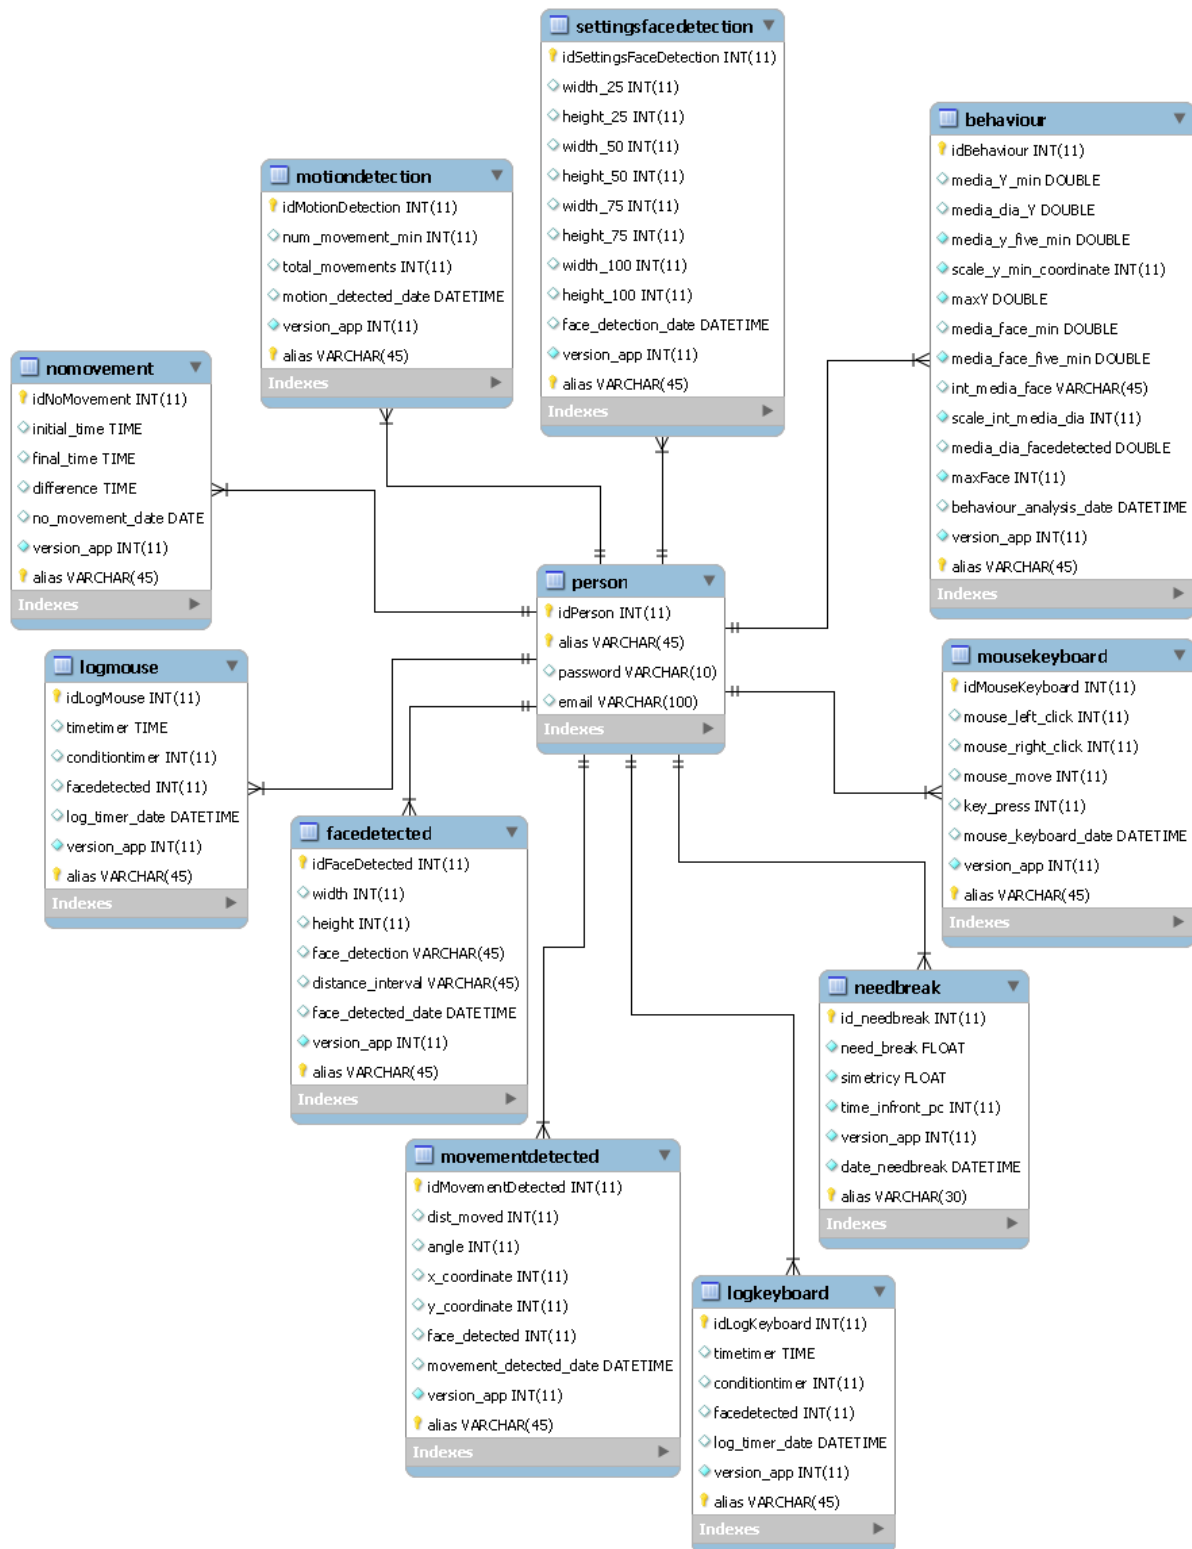 settingsfacedetection
idSettingsFaceDetection INT(11)
width_25 INT(11)
height_25 INT(11)
width_50 INT(11)
height_50 INT(11)
width_75 INT(11)
height_75 INT(11)
width_100 INT(11)
height_100 INT(11)
face_detection_date DATETIME
version_app INT(11)
alias VARCHAR(45)
Indexes
behaviour
idBehaviour INT(11)
media_Y_min DOUBLE
media_dia_Y DOUBLE
media_y_five_min DOUBLE
scale_y_min_coordinate INT(11)
maxY DOUBLE
media_face_min DOUBLE
media_face_five_min DOUBLE
int_media_face VARCHAR(45)
scale_int_media_dia INT(11)
media_dia_facedetected DOUBLE
maxFace INT(11)
behaviour_analysis_date DATETIME
version_app INT(11)
alias VARCHAR(45)
Indexes
motiondetection
idMotionDetection INT(11)
num_movement_min INT(11)
total_movements INT(11)
motion_detected_date DATETIME
version_app INT(11)
alias VARCHAR(45)
Indexes
nomovement
idNoMovement INT(11)
initial_time TIME
final_time TIME
difference TIME
no_movement_date DATE
version_app INT(11)
alias VARCHAR(45)
Indexes
person
idPerson INT(11)
alias VARCHAR(45)
password VARCHAR(10)
email VARCHAR(100)
Indexes
logmouse
idLogMouse INT(11)
timetimer TIME
conditiontimer INT(11)
facedetected INT(11)
log_timer_date DATETIME
version_app INT(11)
alias VARCHAR(45)
Indexes
mousekeyboard
idMouseKeyboard INT(11)
mouse_left_click INT(11)
mouse_right_click INT(11)
mouse_move INT(11)
key_press INT(11)
mouse_keyboard_date DATETIME
version_app INT(11)
alias VARCHAR(45)
Indexes
facedetected
idFaceDetected INT(11)
width INT(11)
height INT(11)
face_detection VARCHAR(45)
distance_interval VARCHAR(45)
face_detected_date DATETIME
version_app INT(11)
alias VARCHAR(45)
Indexes
needbreak
id_needbreak INT(11)
need_break FLOAT
simetricy FLOAT
time_infront_pc INT(11)
version_app INT(11)
date_needbreak DATETIME
alias VARCHAR(30)
Indexes
movementdetected
idMovementDetected INT(11)
dist_moved INT(11)
angle INT(11)
x_coordinate INT(11)
y_coordinate INT(11)
face_detected INT(11)
movement_detected_date DATETIME
version_app INT(11)
alias VARCHAR(45)
Indexes
logkeyboard
idLogKeyboard INT(11)
timetimer TIME
conditiontimer INT(11)
facedetected INT(11)
log_timer_date DATETIME
version_app INT(11)
alias VARCHAR(45)
Indexes